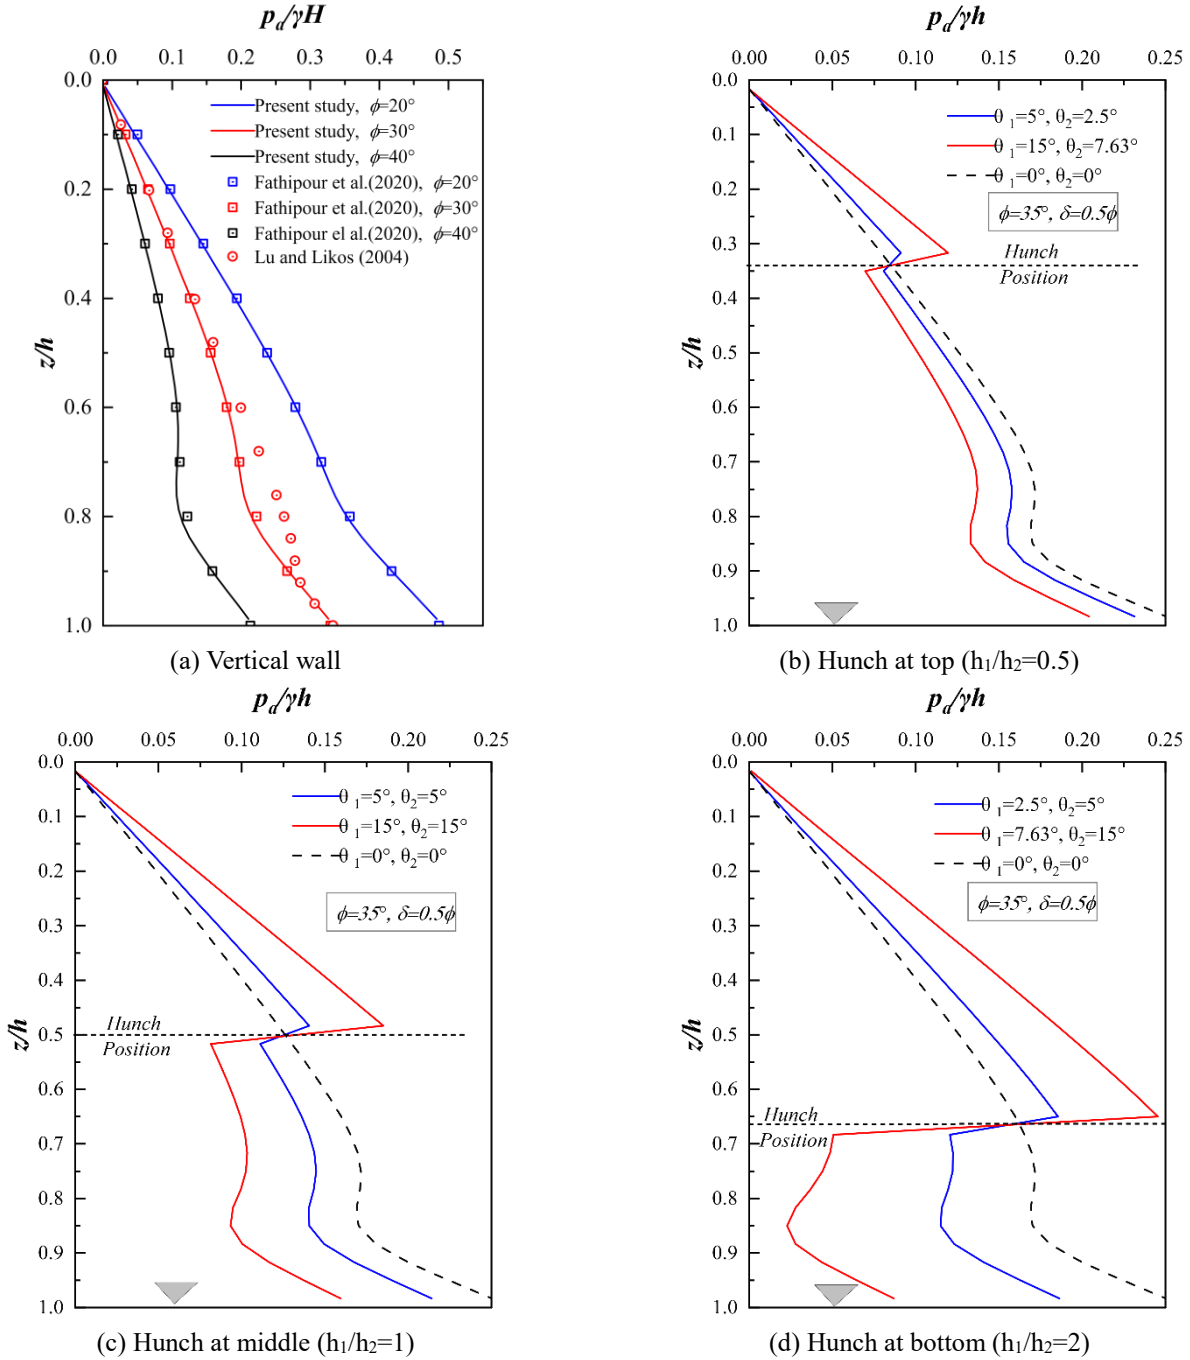 p_d/γH
0.0 0.1 0.2 0.3 0.4 0.5
0.0
0.2
0.4
0.6
0.8
1.0
z/h
Present study, ϕ=20°
Present study, ϕ=30°
Present study, ϕ=40°
Fathipour et al.(2020), ϕ=20°
Fathipour et al.(2020), ϕ=30°
Fathipour et al.(2020), ϕ=40°
Lu and Likos (2004)
(a) Vertical wall
p_d/γh
0.00 0.05 0.10 0.15 0.20 0.25
0.0
0.1
0.2
0.3
0.4
0.5
0.6
0.7
0.8
0.9
1.0
z/h
θ₁=5°, θ₂=2.5°
θ₁=15°, θ₂=7.63°
θ₁=0°, θ₂=0°
ϕ=35°, δ=0.5ϕ
Hunch
Position
(b) Hunch at top (h₁/h₂=0.5)
p_d/γh
0.00 0.05 0.10 0.15 0.20 0.25
0.0
0.1
0.2
0.3
0.4
0.5
0.6
0.7
0.8
0.9
1.0
z/h
θ₁=5°, θ₂=5°
θ₁=15°, θ₂=15°
θ₁=0°, θ₂=0°
ϕ=35°, δ=0.5ϕ
Hunch
Position
(c) Hunch at middle (h₁/h₂=1)
p_d/γh
0.00 0.05 0.10 0.15 0.20 0.25
0.0
0.1
0.2
0.3
0.4
0.5
0.6
0.7
0.8
0.9
1.0
z/h
θ₁=2.5°, θ₂=5°
θ₁=7.63°, θ₂=15°
θ₁=0°, θ₂=0°
ϕ=35°, δ=0.5ϕ
Hunch
Position
(d) Hunch at bottom (h₁/h₂=2)